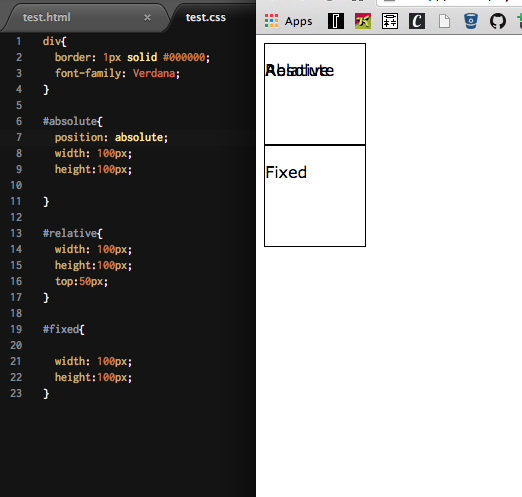 test.html × test.css
1 div{
2 border: 1px solid #000000;
3 font-family: Verdana;
4 }
5
6 #absolute{
7 position: absolute;
8 width: 100px;
9 height:100px;
10
11 }
12
13 #relative{
14 width: 100px;
15 height:100px;
16 top:50px;
17 }
18
19 #fixed{
20
21 width: 100px;
22 height:100px;
23 }
Apps
Absolute
Relative
Fixed